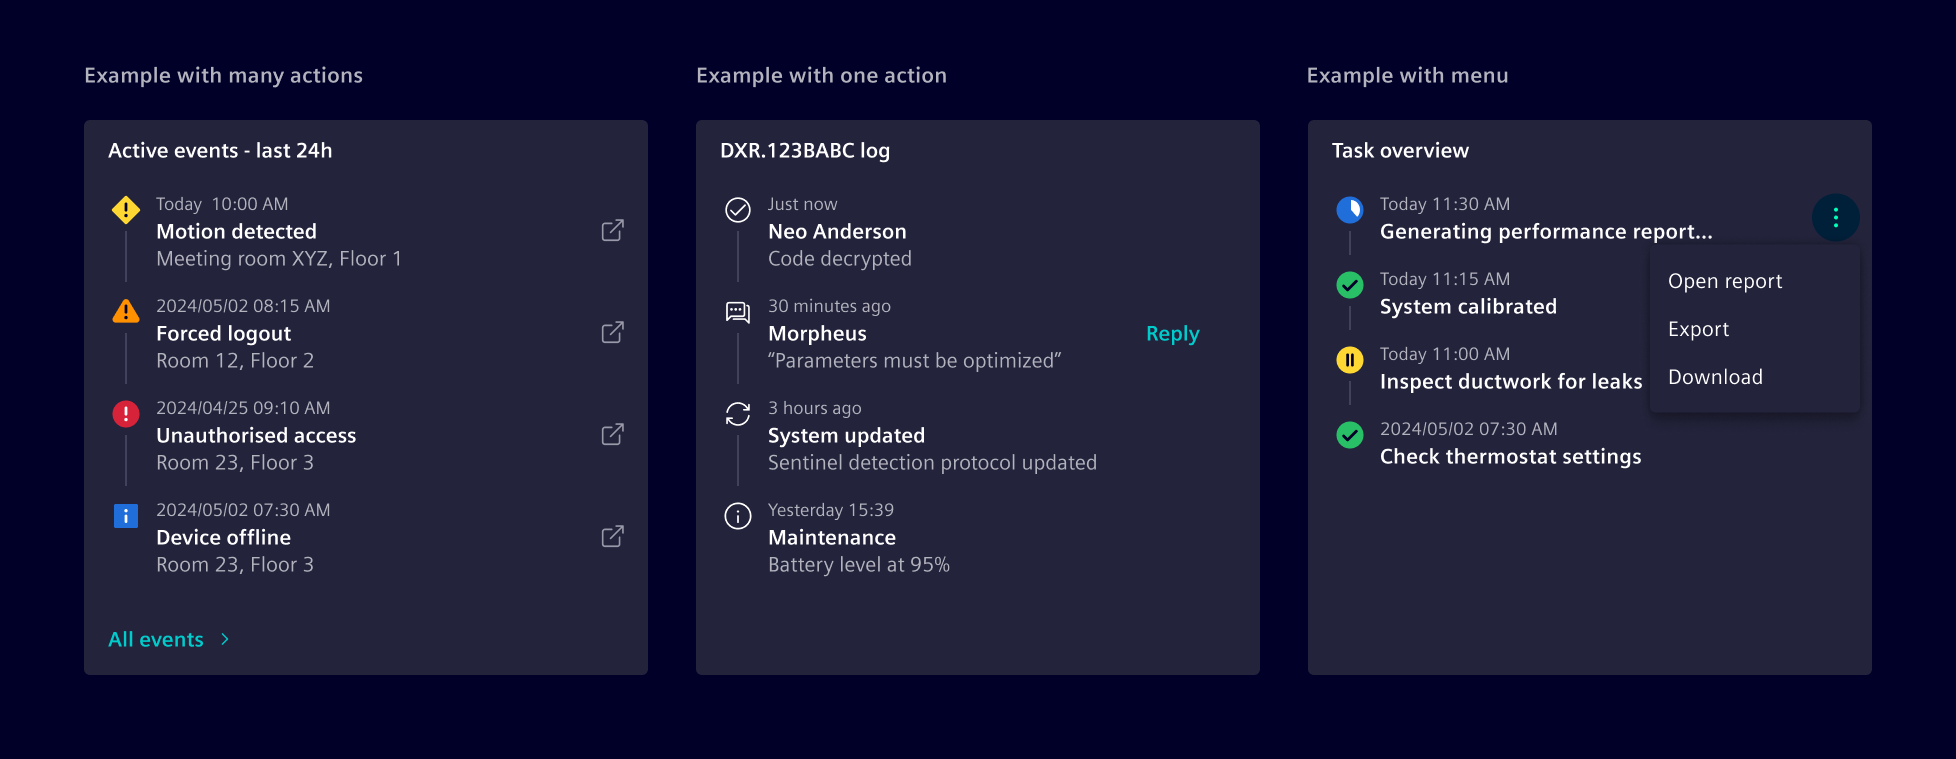 Example with many actions
Active events - last 24h
Today 10:00 AM
Motion detected
Meeting room XYZ, Floor 1
2024/05/02 08:15 AM
Forced logout
Room 12, Floor 2
2024/04/25 09:10 AM
Unauthorised access
Room 23, Floor 3
2024/05/02 07:30 AM
Device offline
Room 23, Floor 3
All events
Example with one action
DXR.123BABC log
Just now
Neo Anderson
Code decrypted
30 minutes ago
Morpheus
Reply
“Parameters must be optimized”
3 hours ago
System updated
Sentinel detection protocol updated
Yesterday 15:39
Maintenance
Battery level at 95%
Example with menu
Task overview
Today 11:30 AM
Generating performance report...
Today 11:15 AM
System calibrated
Today 11:00 AM
Inspect ductwork for leaks
2024/05/02 07:30 AM
Check thermostat settings
Open report
Export
Download